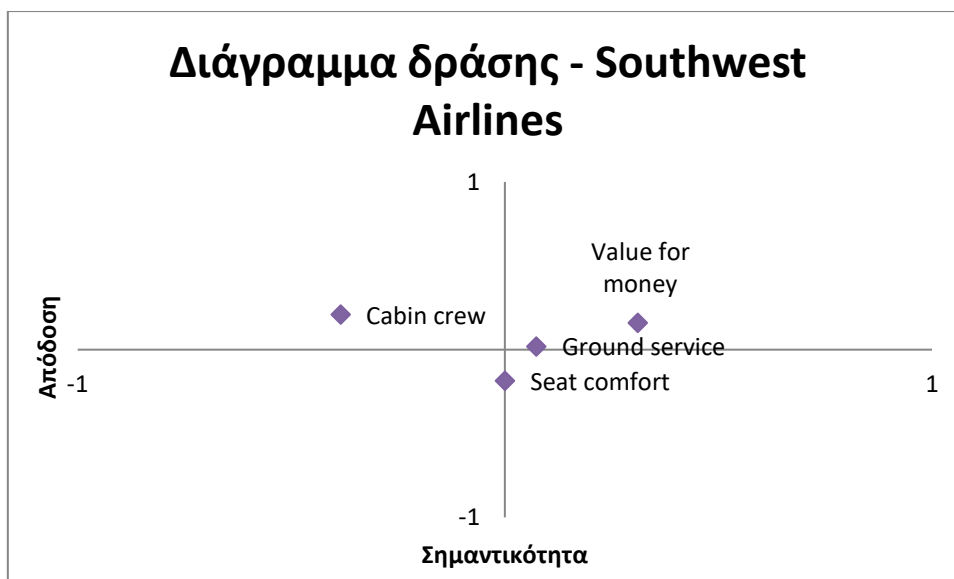 Διάγραμμα δράσης - Southwest
Airlines
1
Value for
money
Cabin crew
Ground service
Απόδοση
-1
Seat comfort
1
-1
Σημαντικότητα